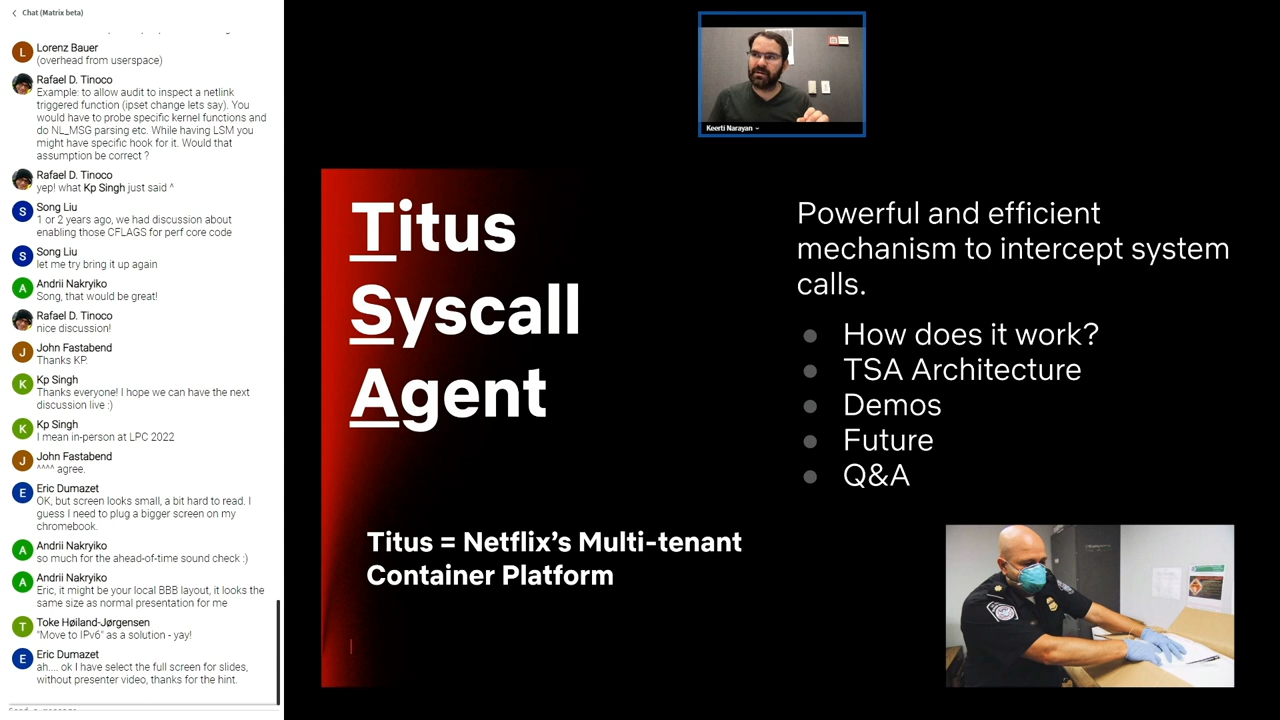 Chat (Matrix beta)
Lorenz Bauer
(overhead from userspace)
Rafael D. Tinoco
Example: to allow audit to inspect a netlink
triggered function (ipset change lets say). You
would have to probe specific kernel functions and
do NL_MSG parsing etc. While having LSM you
might have specific hook for it. Would that
assumption be correct ?
Rafael D. Tinoco
yep! what Kp Singh just said ^
Song Liu
1 or 2 years ago, we had discussion about
enabling those CFLAGS for perf core code
Song Liu
let me try bring it up again
Andrii Nakryiko
Song, that would be great!
Rafael D. Tinoco
nice discussion!
John Fastabend
Thanks KP.
Kp Singh
Thanks everyone! I hope we can have the next
discussion live :)
Kp Singh
I mean in-person at LPC 2022
John Fastabend
^^^^ agree.
Eric Dumazet
OK, but screen looks small, a bit hard to read. I
guess I need to plug a bigger screen on my
chromebook.
Andrii Nakryiko
so much for the ahead-of-time sound check :)
Andrii Nakryiko
Eric, it might be your local BBB layout, it looks the
same size as normal presentation for me
Toke Høiland-Jørgensen
"Move to IPv6" as a solution - yay!
Eric Dumazet
ah.... ok I have select the full screen for slides,
without presenter video, thanks for the hint.
Keerti Narayan
Titus
Syscall
Agent
Titus = Netflix's Multi-tenant
Container Platform
Powerful and efficient
mechanism to intercept system
calls.
How does it work?
TSA Architecture
Demos
Future
Q&A